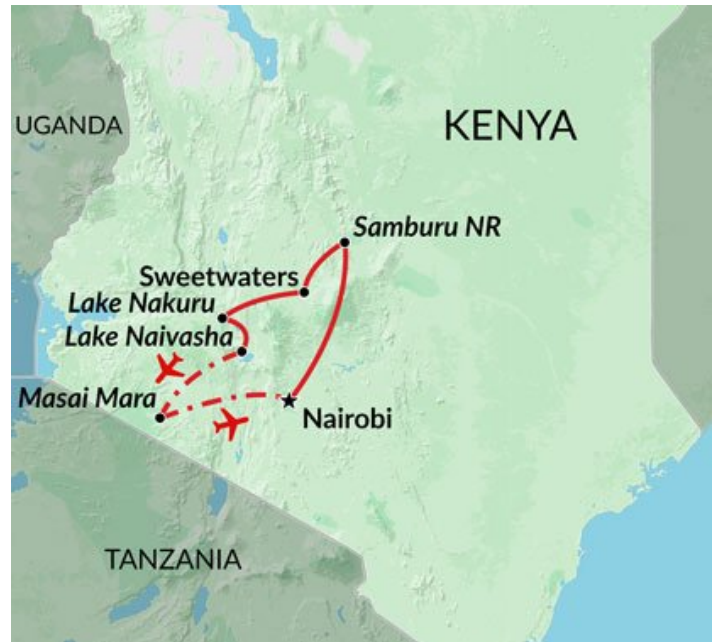 UGANDA
KENYA
Samburu NR
Sweetwaters
Lake Nakuru
Lake Naivasha
Masai Mara
Nairobi
TANZANIA